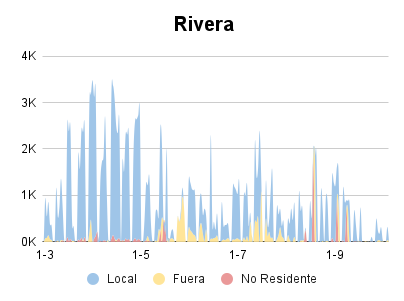 Rivera
4K
3K
2K
1K
0K
1-3 1-5 1-7 1-9
Local Fuera No Residente